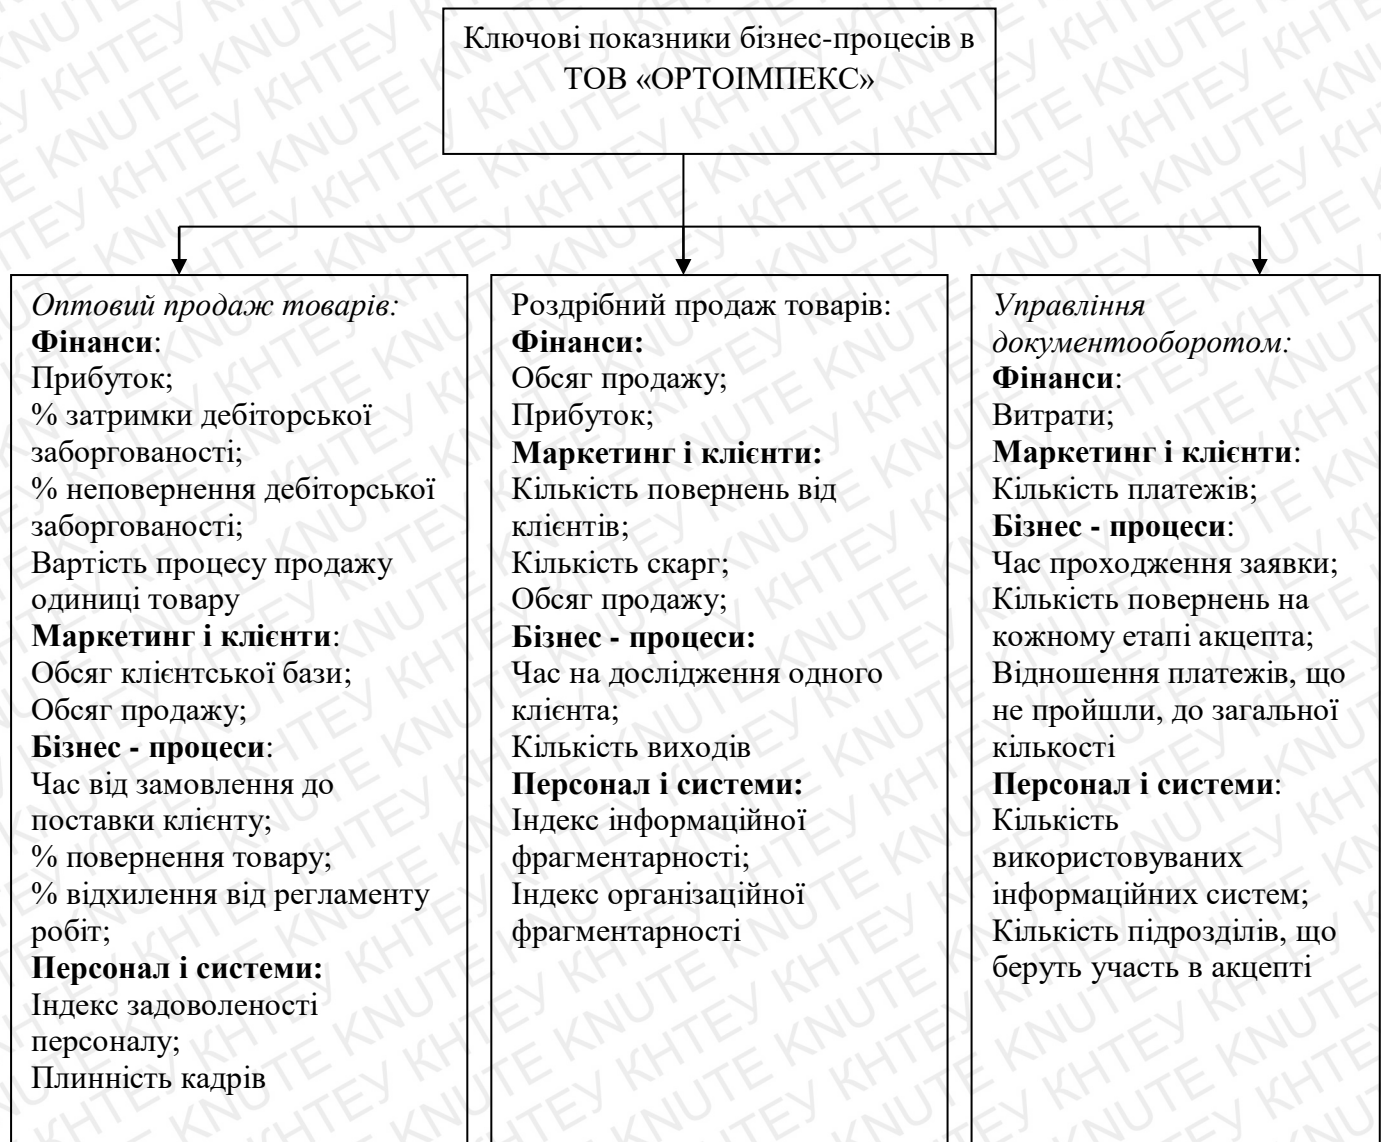 Ключові показники бізнес-процесів в
ТОВ «ОРТОІМПЕКС»
Оптовий продаж товарів:
Фінанси:
Прибуток;
% затримки дебіторської
заборгованості;
% неповернення дебіторської
заборгованості;
Вартість процесу продажу
одиниці товару
Маркетинг і клієнти:
Обсяг клієнтської бази;
Обсяг продажу;
Бізнес - процеси:
Час від замовлення до
поставки клієнту;
% повернення товару;
% відхилення від регламенту
робіт;
Персонал і системи:
Індекс задоволеності
персоналу;
Плинність кадрів
Роздрібний продаж товарів:
Фінанси:
Обсяг продажу;
Прибуток;
Маркетинг і клієнти:
Кількість повернень від
клієнтів;
Кількість скарг;
Обсяг продажу;
Бізнес - процеси:
Час на дослідження одного
клієнта;
Кількість виходів
Персонал і системи:
Індекс інформаційної
фрагментарності;
Індекс організаційної
фрагментарності
Управління
документооборотом:
Фінанси:
Витрати;
Маркетинг і клієнти:
Кількість платежів;
Бізнес - процеси:
Час проходження заявки;
Кількість повернень на
кожному етапі акцепта;
Відношення платежів, що
не пройшли, до загальної
кількості
Персонал і системи:
Кількість
використовуваних
інформаційних систем;
Кількість підрозділів, що
беруть участь в акцепті